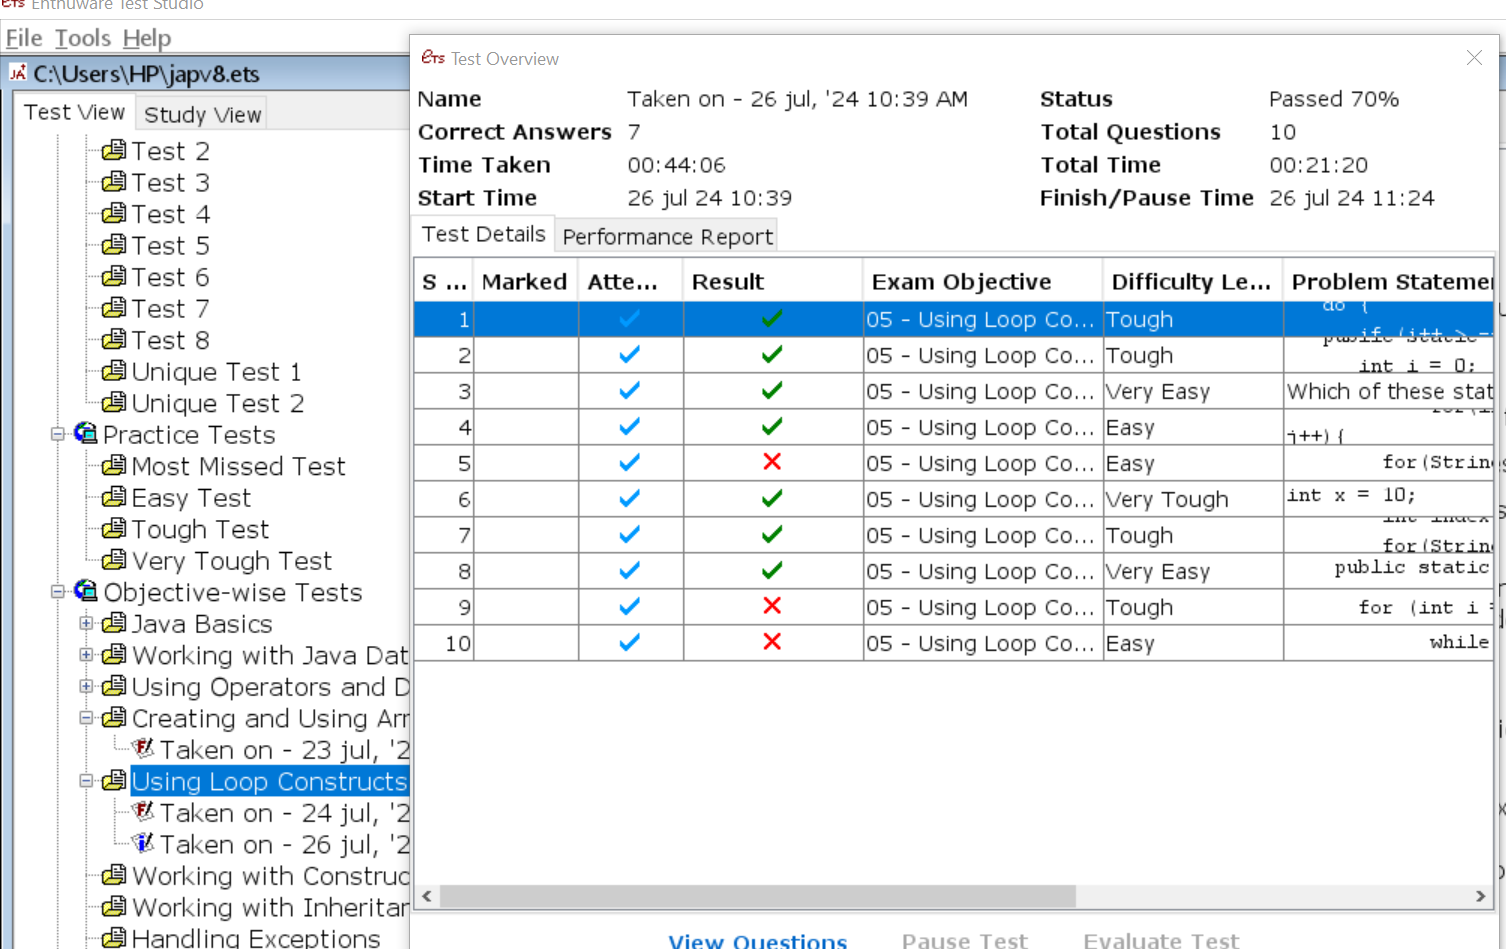 ETS Enthuware Test Studio
File Tools Help
C:\Users\HP\japv8.ets
Test View Study View
Test 2
Test 3
Test 4
Test 5
Test 6
Test 7
Test 8
Unique Test 1
Unique Test 2
Practice Tests
Most Missed Test
Easy Test
Tough Test
Very Tough Test
Objective-wise Tests
Java Basics
Working with Java Dat
Using Operators and D
Creating and Using Arr
Taken on - 23 jul, '2
Using Loop Constructs
Taken on - 24 jul, '2
Taken on - 26 jul, '2
Working with Construc
Working with Inheritar
Handling Exceptions
ETS Test Overview
Name Taken on - 26 jul, '24 10:39 AM Status Passed 70%
Correct Answers 7 Total Questions 10
Time Taken 00:44:06 Total Time 00:21:20
Start Time 26 jul 24 10:39 Finish/Pause Time 26 jul 24 11:24
Test Details Performance Report
S ... Marked Atte... Result Exam Objective Difficulty Le... Problem Statemen
1 05 - Using Loop Co... Tough do {
2 05 - Using Loop Co... Tough int i = 0;
3 05 - Using Loop Co... Very Easy Which of these stat
4 05 - Using Loop Co... Easy j++){
5 05 - Using Loop Co... Easy for(String
6 05 - Using Loop Co... Very Tough int x = 10;
7 05 - Using Loop Co... Tough for(String
8 05 - Using Loop Co... Very Easy public static
9 05 - Using Loop Co... Tough for (int i
10 05 - Using Loop Co... Easy while
View Questions Pause Test Evaluate Test